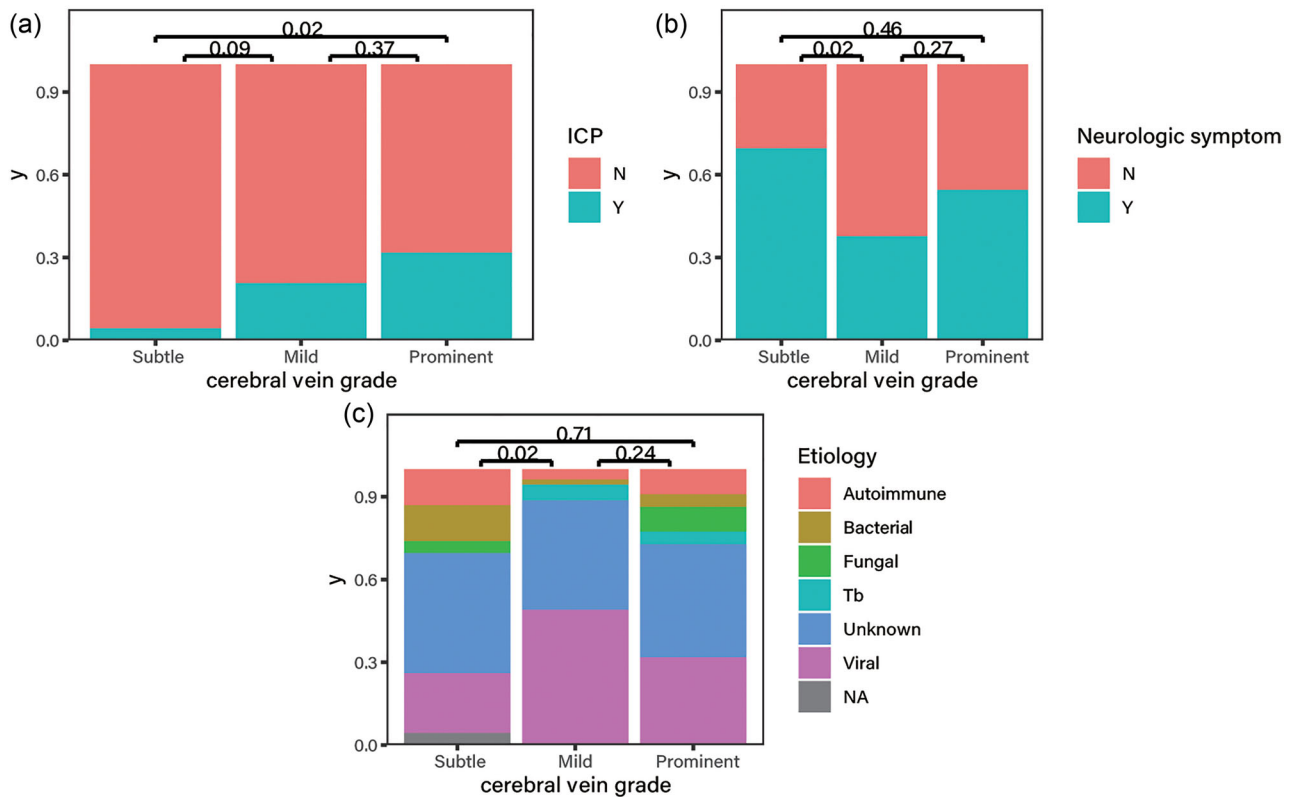 (a)
0.02
0.09
0.37
0.9
0.6
0.3
0.0
y
Subtle Mild Prominent
cerebral vein grade
ICP
N
Y
(b)
0.46
0.02
0.27
0.9
0.6
0.3
0.0
y
Subtle Mild Prominent
cerebral vein grade
Neurologic symptom
N
Y
(c)
0.71
0.02
0.24
0.9
0.6
0.3
0.0
y
Subtle Mild Prominent
cerebral vein grade
Etiology
Autoimmune
Bacterial
Fungal
Tb
Unknown
Viral
NA